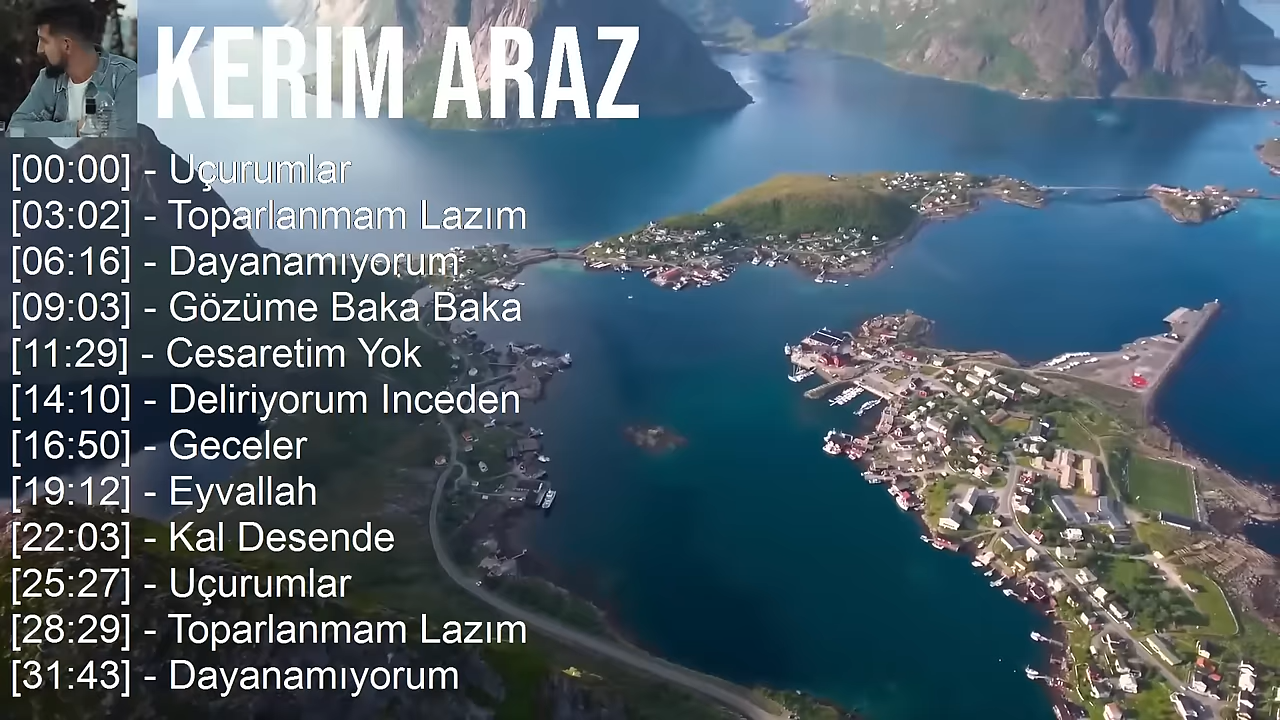 KERIM ARAZ
[00:00] - Uçurumlar
[03:02] - Toparlanmam Lazım
[06:16] - Dayanamıyorum
[09:03] - Gözüme Baka Baka
[11:29] - Cesaretim Yok
[14:10] - Deliriyorum Inceden
[16:50] - Geceler
[19:12] - Eyvallah
[22:03] - Kal Desende
[25:27] - Uçurumlar
[28:29] - Toparlanmam Lazım
[31:43] - Dayanamıyorum